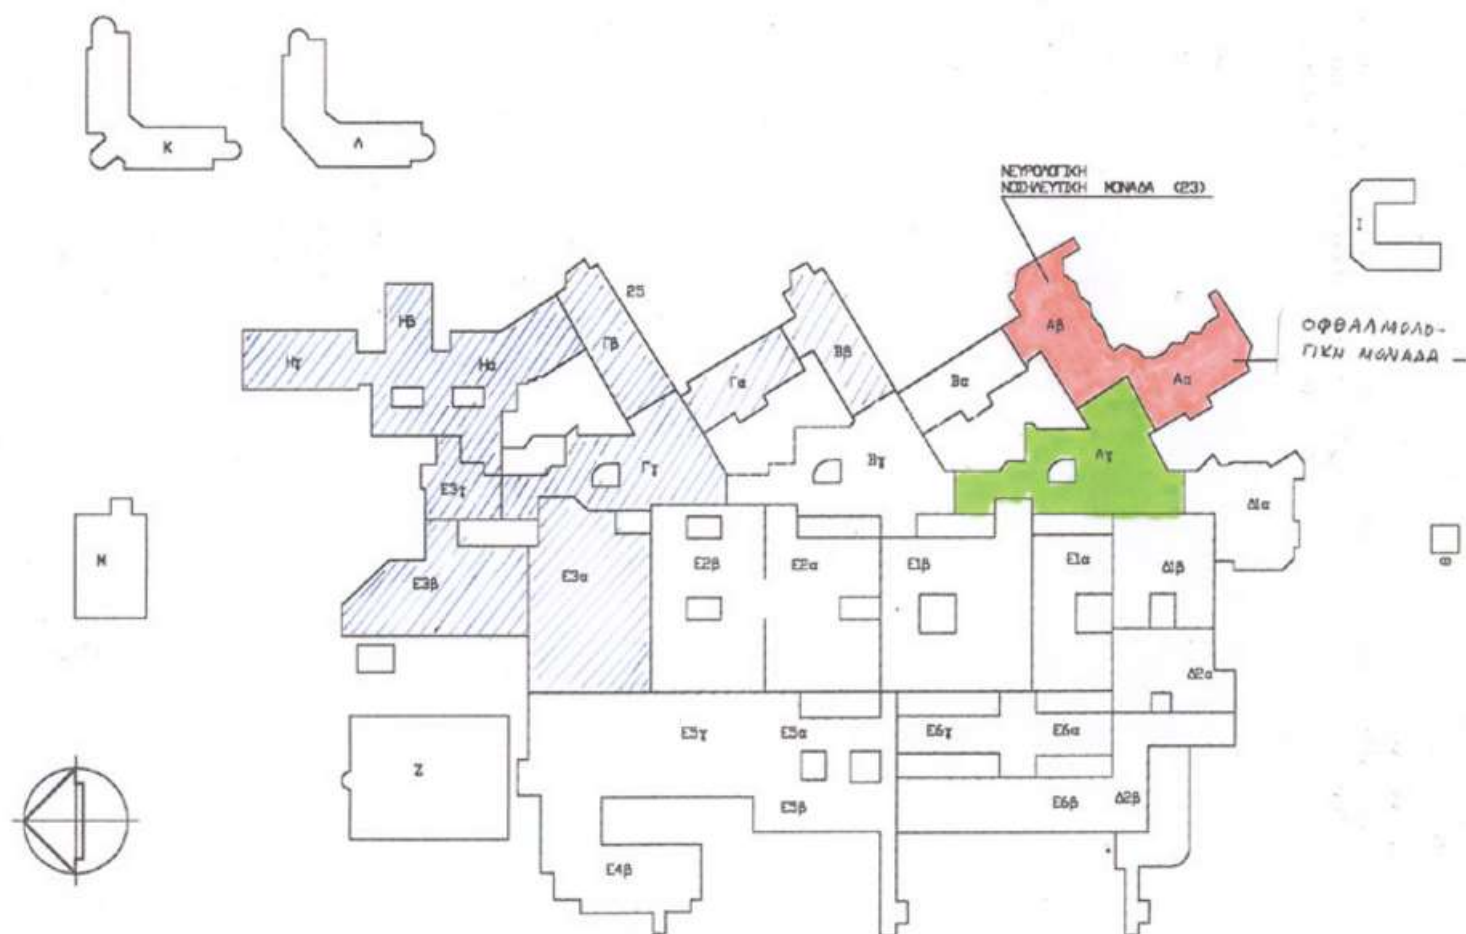 Κ
Λ
ΝΕΥΡΟΛΟΓΙΚΗ
ΝΟΣΗΛΕΥΤΙΚΗ ΜΟΝΑΔΑ (23)
Ι
25
Ηβ
Αβ
ΟΦΘΑΛΜΟΛΟ-
ΓΙΚΗ ΜΟΝΑΔΑ
Ηγ
Ηα
Γβ
Γα
Ββ
Βα
Αα
Γγ
Βγ
Αγ
Ε3γ
Δ1α
Μ
Ε3β
Ε3α
Ε2β
Ε2α
Ε1β
Ε1α
Δ1β
Φ
Δ2α
Ζ
Ε5γ
Ε5α
Ε6γ
Ε6α
Ε5β
Ε6β
Δ2β
Ε4β